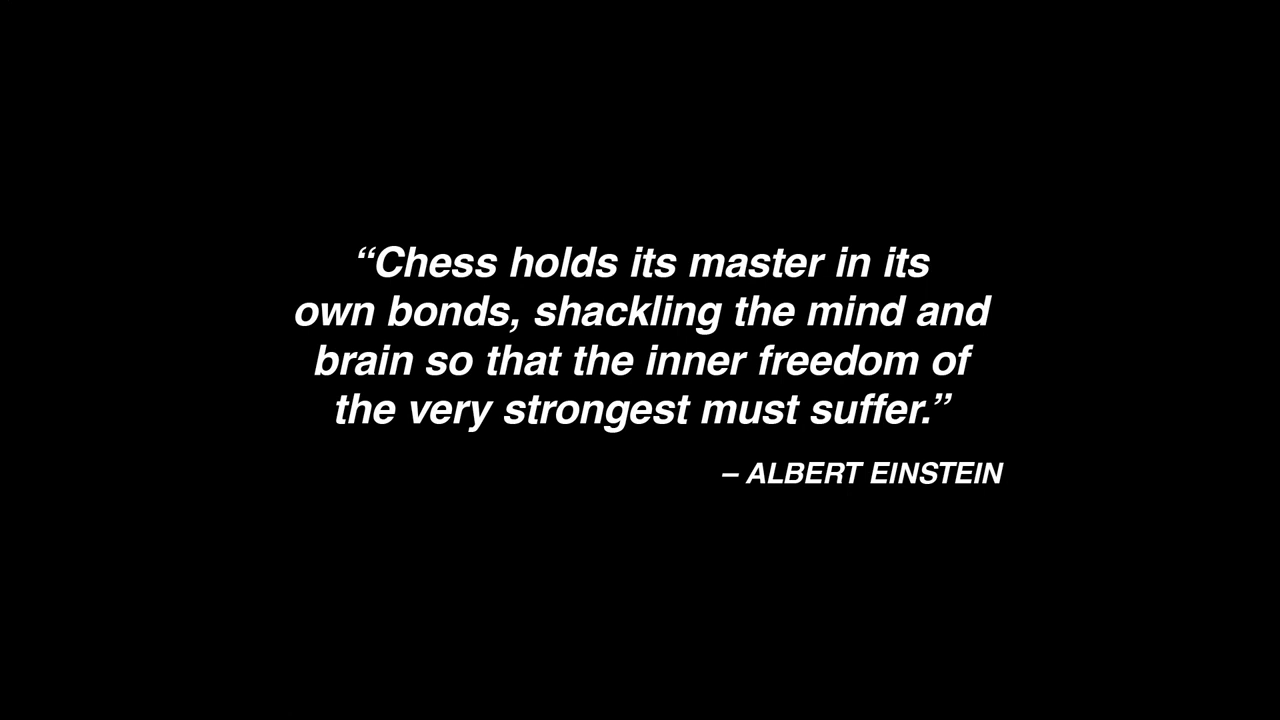 “Chess holds its master in its
own bonds, shackling the mind and
brain so that the inner freedom of
the very strongest must suffer.”
– ALBERT EINSTEIN